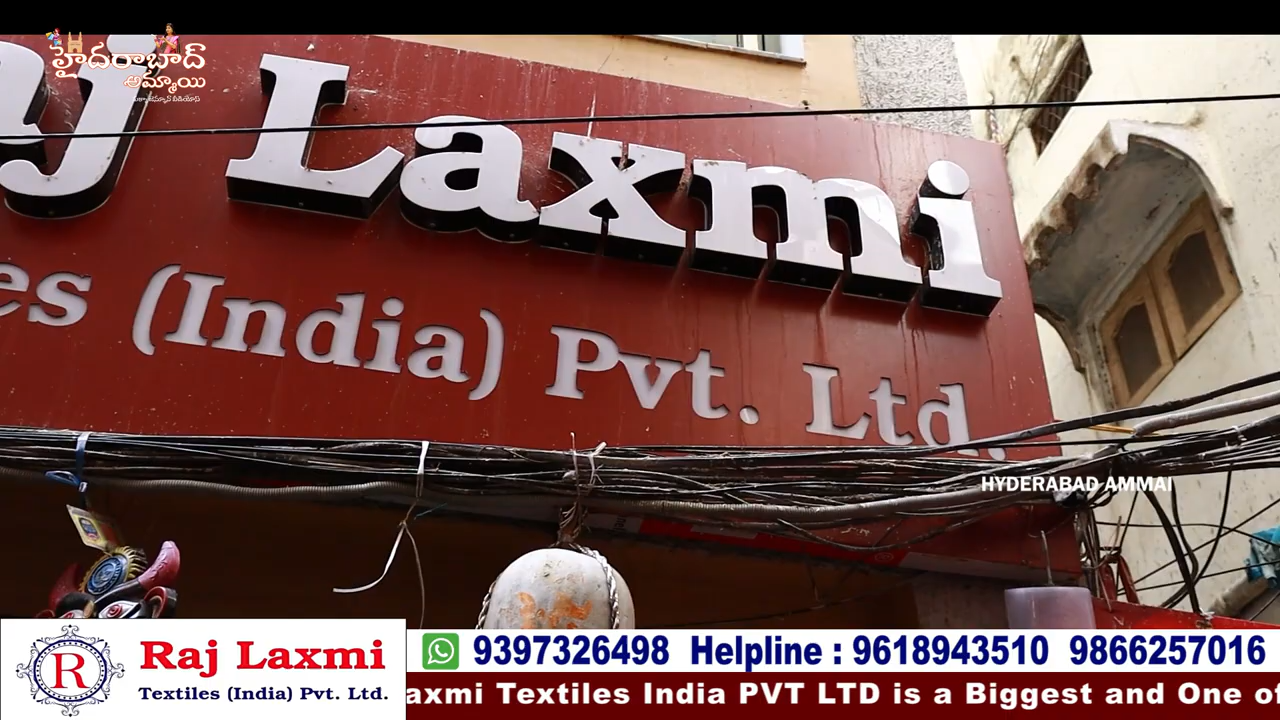 హైదరాబాద్
అమ్మాయి
aj Laxmi
es (India) Pvt. Ltd.
HYDERABAD AMMAI
R
Raj Laxmi
Textiles (India) Pvt. Ltd.
9397326498 Helpline : 9618943510 9866257016
axmi Textiles India PVT LTD is a Biggest and One of